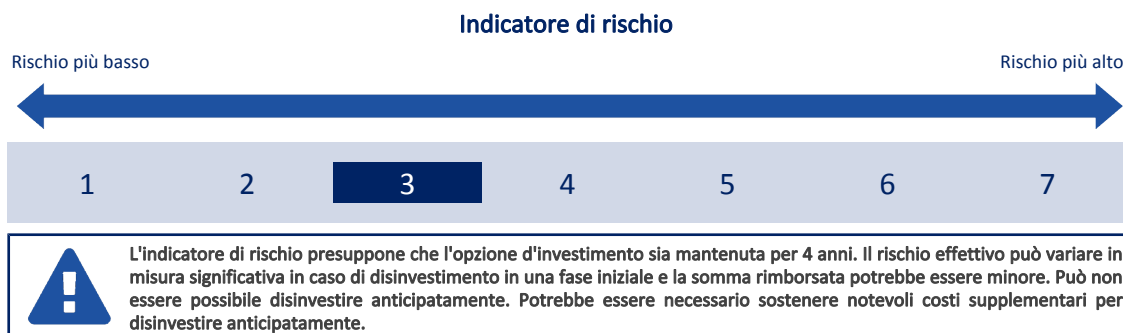 Indicatore di rischio
Rischio più basso
Rischio più alto
1 2 3 4 5 6 7
L'indicatore di rischio presuppone che l'opzione d'investimento sia mantenuta per 4 anni. Il rischio effettivo può variare in
misura significativa in caso di disinvestimento in una fase iniziale e la somma rimborsata potrebbe essere minore. Può non
essere possibile disinvestire anticipatamente. Potrebbe essere necessario sostenere notevoli costi supplementari per
disinvestire anticipatamente.